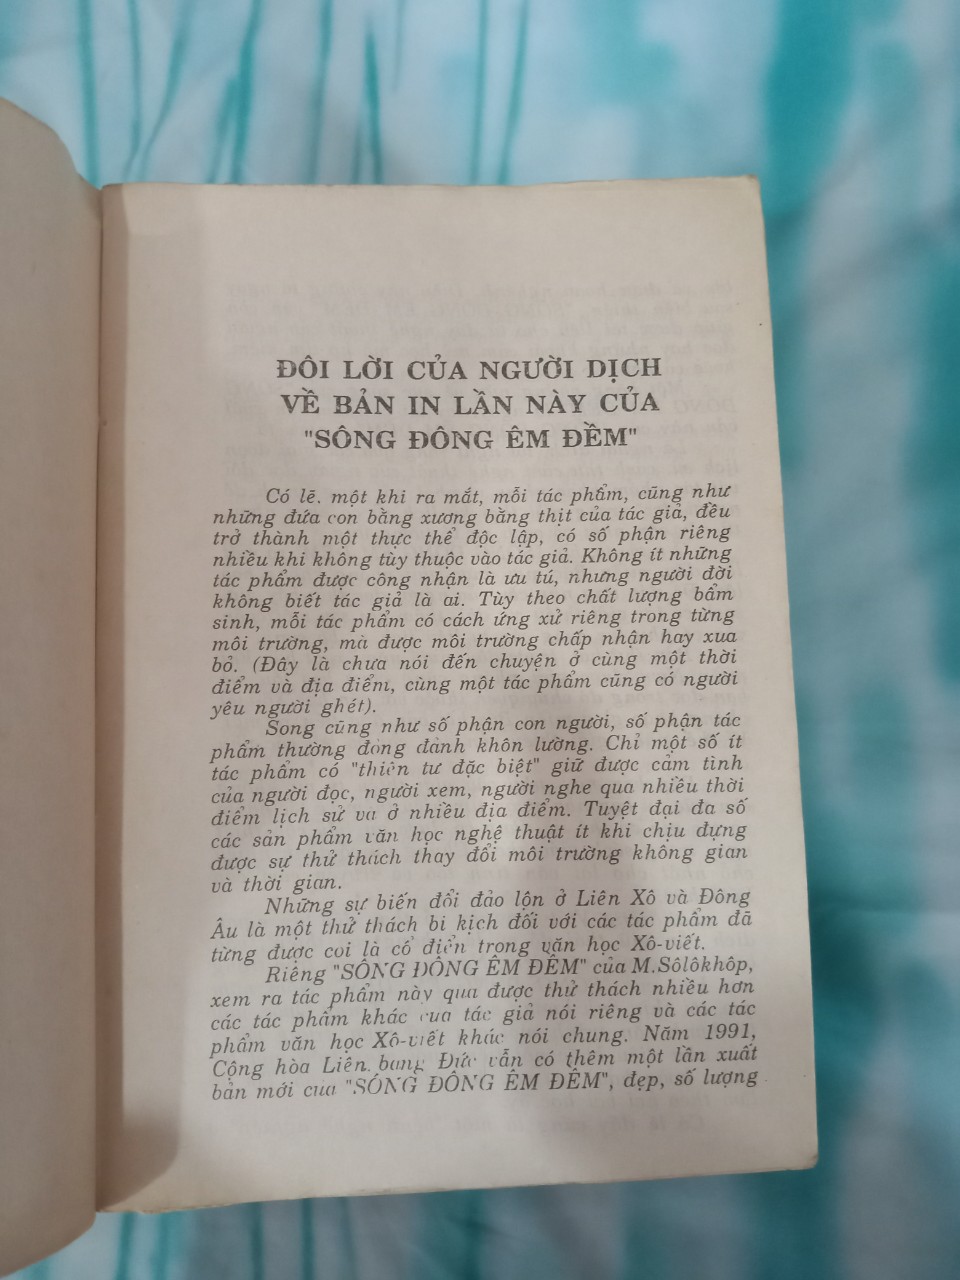 ĐÔI LỜI CỦA NGƯỜI DỊCH
VỀ BẢN IN LẦN NÀY CỦA
"SÔNG ĐÔNG ÊM ĐỀM"
Có lẽ. một khi ra mắt, mỗi tác phẩm, cũng như
những đứa con bằng xương bằng thịt của tác giả, đều
trở thành một thực thể độc lập, có số phận riêng
nhiều khi không tùy thuộc vào tác giả. Không ít những
tác phẩm được công nhận là ưu tú, nhưng người đời
không biết tác giả là ai. Tùy theo chất lượng bẩm
sinh, mỗi tác phẩm có cách ứng xử riêng trong từng
môi trường, mà được môi trường chấp nhận hay xua
bỏ. (Đây là chưa nói đến chuyện ở cùng một thời
điểm và địa điểm, cùng một tác phẩm cũng có người
yêu người ghét).
Song cũng như số phận con người, số phận tác
phẩm thường đỏng đảnh khôn lường. Chỉ một số ít
tác phẩm có "thiên tư đặc biệt" giữ được cảm tình
của người đọc, người xem, người nghe qua nhiều thời
điểm lịch sử và ở nhiều địa điểm. Tuyệt đại đa số
các sản phẩm văn học nghệ thuật ít khi chịu đựng
được sự thử thách thay đổi môi trường không gian
và thời gian.
Những sự biến đổi đảo lộn ở Liên Xô và Đông
Âu là một thử thách bi kịch đối với các tác phẩm đã
từng được coi là cổ điển trong văn học Xô-viết.
Riêng "SÔNG ĐÔNG ÊM ĐỀM" của M.Sôlôkhôp,
xem ra tác phẩm này qua được thử thách nhiều hơn
các tác phẩm khác của tác giả nói riêng và các tác
phẩm văn học Xô-viết khác nói chung. Năm 1991,
Cộng hòa Liên bang Đức vẫn có thêm một lần xuất
bản mới của "SÔNG ĐÔNG ÊM ĐỀM", đẹp, số lượng